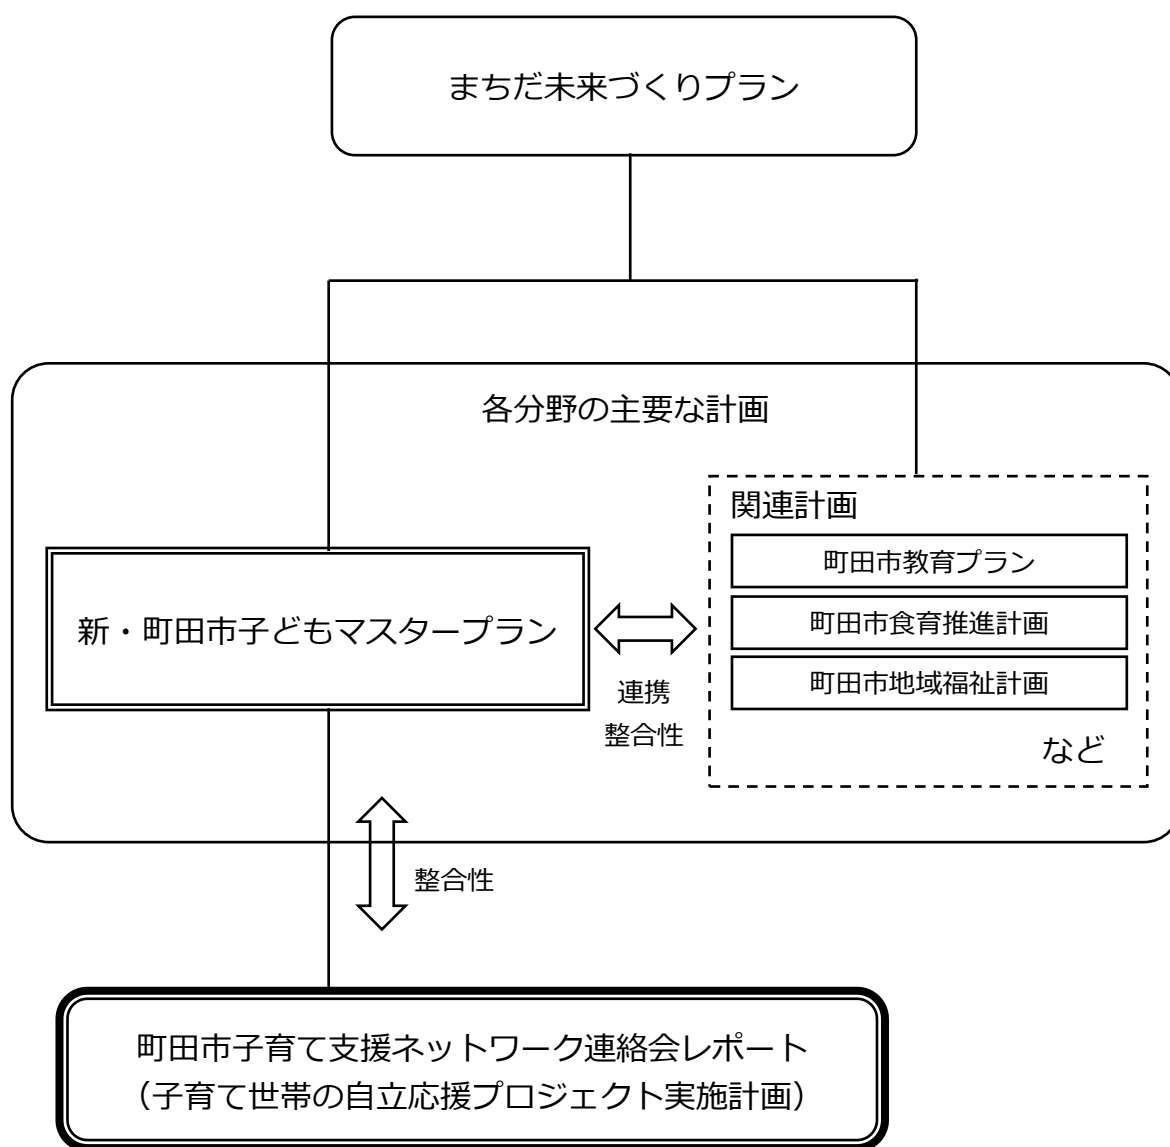 まちだ未来づくりプラン
各分野の主要な計画
関連計画
町田市教育プラン
町田市食育推進計画
町田市地域福祉計画
など
新・町田市子どもマスタープラン
連携
整合性
整合性
町田市子育て支援ネットワーク連絡会レポート
（子育て世帯の自立応援プロジェクト実施計画）